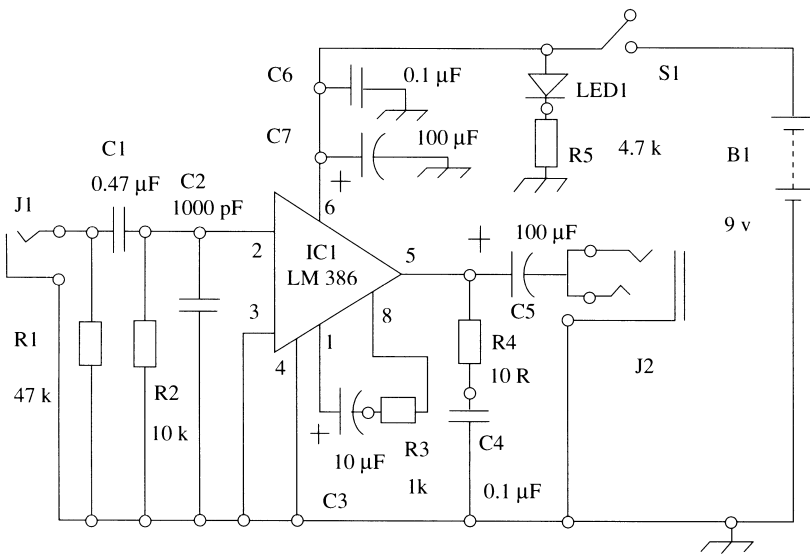 C6
0.1 µF
S1
LED1
C7
100 µF
R5
4.7 k
B1
C1
0.47 µF
C2
1000 pF
J1
+
6
9 v
2
IC1
LM 386
5
+
100 µF
3
8
C5
R1
4
1
R4
J2
47 k
R2
10 R
10 k
+
10 µF
R3
C4
1k
0.1 µF
C3